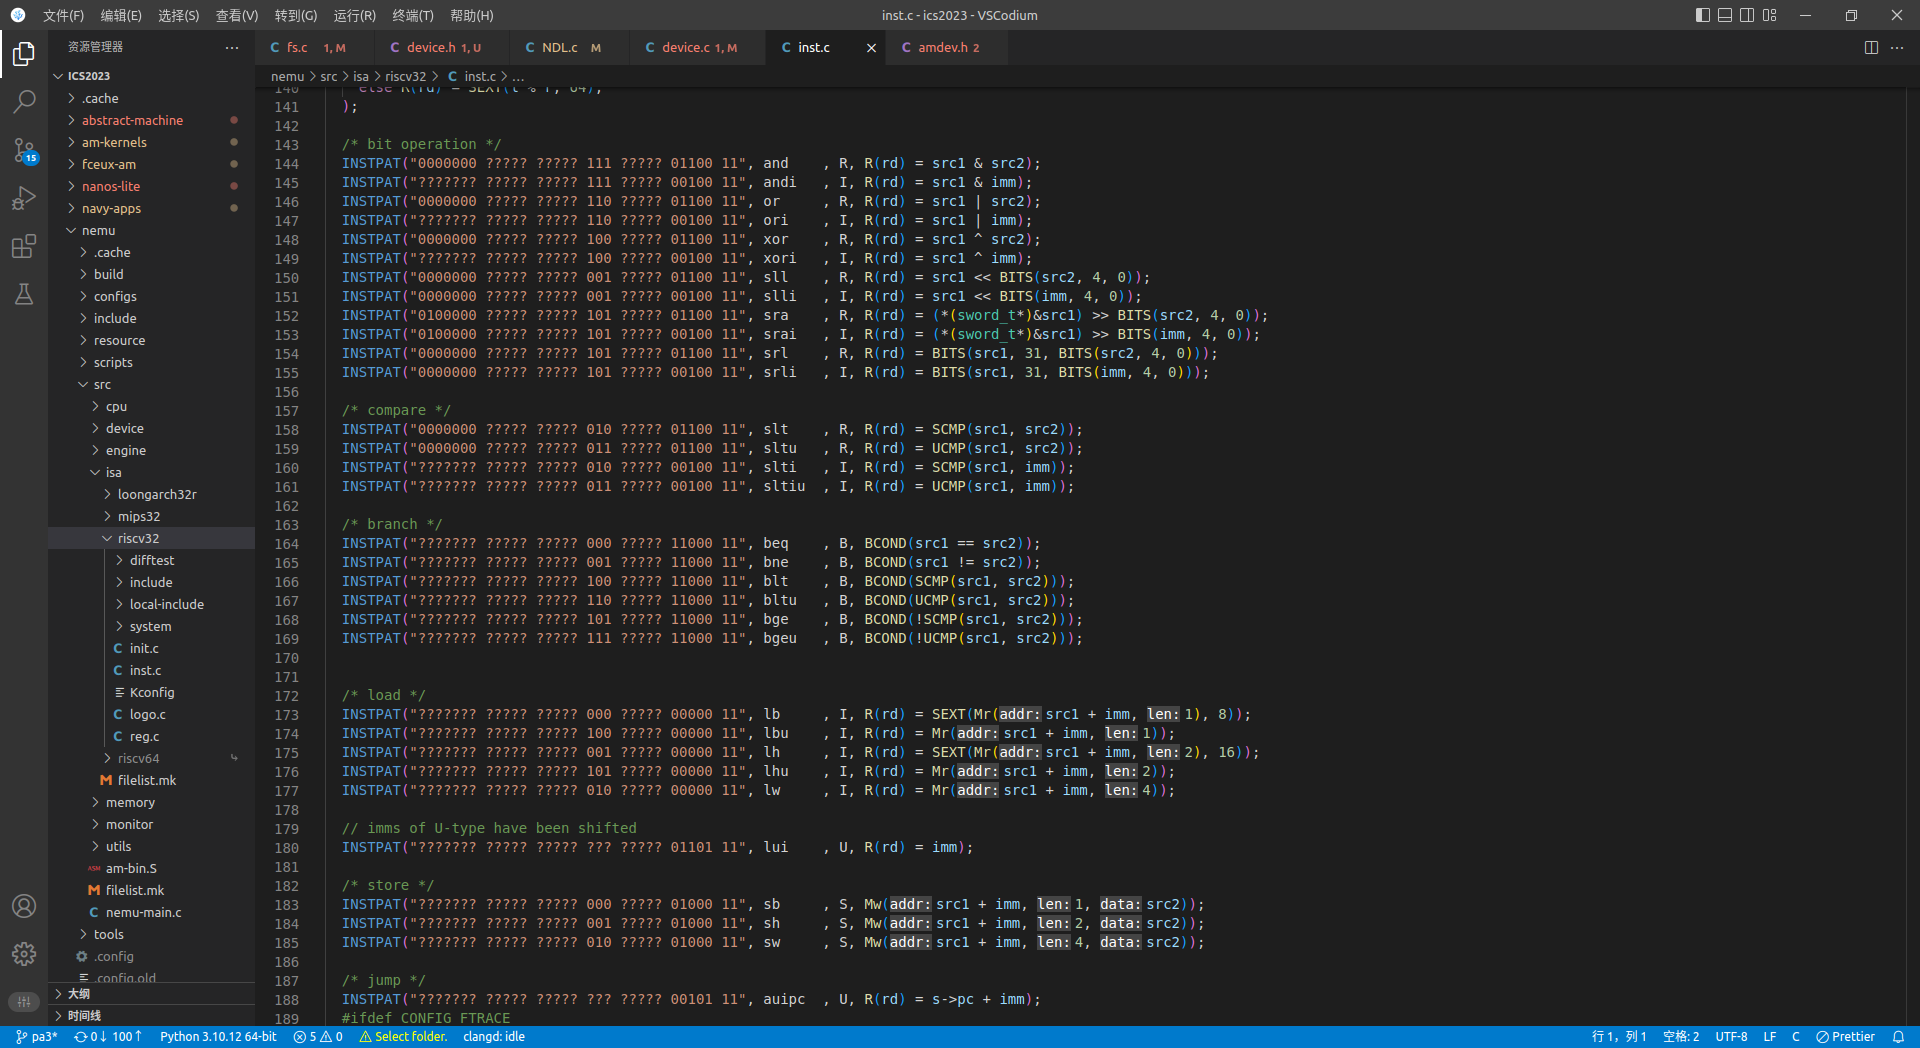 文件(F) 编辑(E) 选择(S) 查看(V) 转到(G) 运行(R) 终端(T) 帮助(H)
inst.c - ics2023 - VSCodium
资源管理器
fs.c 1, M
device.h 1, U
NDL.c M
device.c 1, M
inst.c
amdev.h 2
nemu > src > isa > riscv32 > C inst.c > ...
ICS2023
.cache
abstract-machine
am-kernels
fceux-am
nanos-lite
navy-apps
nemu
.cache
build
configs
include
resource
scripts
src
cpu
device
engine
isa
loongarch32r
mips32
riscv32
difftest
include
local-include
system
init.c
inst.c
Kconfig
logo.c
reg.c
riscv64
filelist.mk
memory
monitor
utils
am-bin.S
filelist.mk
nemu-main.c
tools
.config
.config.old
大纲
时间线
15
140 else R(rd) = SEXT(t % r, 64);
141 );
142
143 /* bit operation */
144 INSTPAT("0000000 ????? ????? 111 ????? 01100 11", and    , R, R(rd) = src1 & src2);
145 INSTPAT("??????? ????? ????? 111 ????? 00100 11", andi   , I, R(rd) = src1 & imm);
146 INSTPAT("0000000 ????? ????? 110 ????? 01100 11", or     , R, R(rd) = src1 | src2);
147 INSTPAT("??????? ????? ????? 110 ????? 00100 11", ori    , I, R(rd) = src1 | imm);
148 INSTPAT("0000000 ????? ????? 100 ????? 01100 11", xor    , R, R(rd) = src1 ^ src2);
149 INSTPAT("??????? ????? ????? 100 ????? 00100 11", xori   , I, R(rd) = src1 ^ imm);
150 INSTPAT("0000000 ????? ????? 001 ????? 01100 11", sll    , R, R(rd) = src1 << BITS(src2, 4, 0));
151 INSTPAT("0000000 ????? ????? 001 ????? 00100 11", slli   , I, R(rd) = src1 << BITS(imm, 4, 0));
152 INSTPAT("0100000 ????? ????? 101 ????? 01100 11", sra    , R, R(rd) = (*(sword_t*)&src1) >> BITS(src2, 4, 0));
153 INSTPAT("0100000 ????? ????? 101 ????? 00100 11", srai   , I, R(rd) = (*(sword_t*)&src1) >> BITS(imm, 4, 0));
154 INSTPAT("0000000 ????? ????? 101 ????? 01100 11", srl    , R, R(rd) = BITS(src1, 31, BITS(src2, 4, 0)));
155 INSTPAT("0000000 ????? ????? 101 ????? 00100 11", srli   , I, R(rd) = BITS(src1, 31, BITS(imm, 4, 0)));
156
157 /* compare */
158 INSTPAT("0000000 ????? ????? 010 ????? 01100 11", slt    , R, R(rd) = SCMP(src1, src2));
159 INSTPAT("0000000 ????? ????? 011 ????? 01100 11", sltu   , R, R(rd) = UCMP(src1, src2));
160 INSTPAT("??????? ????? ????? 010 ????? 00100 11", slti   , I, R(rd) = SCMP(src1, imm));
161 INSTPAT("??????? ????? ????? 011 ????? 00100 11", sltiu  , I, R(rd) = UCMP(src1, imm));
162
163 /* branch */
164 INSTPAT("??????? ????? ????? 000 ????? 11000 11", beq    , B, BCOND(src1 == src2));
165 INSTPAT("??????? ????? ????? 001 ????? 11000 11", bne    , B, BCOND(src1 != src2));
166 INSTPAT("??????? ????? ????? 100 ????? 11000 11", blt    , B, BCOND(SCMP(src1, src2)));
167 INSTPAT("??????? ????? ????? 110 ????? 11000 11", bltu   , B, BCOND(UCMP(src1, src2)));
168 INSTPAT("??????? ????? ????? 101 ????? 11000 11", bge    , B, BCOND(!SCMP(src1, src2)));
169 INSTPAT("??????? ????? ????? 111 ????? 11000 11", bgeu   , B, BCOND(!UCMP(src1, src2)));
170
171
172 /* load */
173 INSTPAT("??????? ????? ????? 000 ????? 00000 11", lb     , I, R(rd) = SEXT(Mr(addr: src1 + imm, len: 1), 8));
174 INSTPAT("??????? ????? ????? 100 ????? 00000 11", lbu    , I, R(rd) = Mr(addr: src1 + imm, len: 1));
175 INSTPAT("??????? ????? ????? 001 ????? 00000 11", lh     , I, R(rd) = SEXT(Mr(addr: src1 + imm, len: 2), 16));
176 INSTPAT("??????? ????? ????? 101 ????? 00000 11", lhu    , I, R(rd) = Mr(addr: src1 + imm, len: 2));
177 INSTPAT("??????? ????? ????? 010 ????? 00000 11", lw     , I, R(rd) = Mr(addr: src1 + imm, len: 4));
178
179 // imms of U-type have been shifted
180 INSTPAT("??????? ????? ????? ??? ????? 01101 11", lui    , U, R(rd) = imm);
181
182 /* store */
183 INSTPAT("??????? ????? ????? 000 ????? 01000 11", sb     , S, Mw(addr: src1 + imm, len: 1, data: src2));
184 INSTPAT("??????? ????? ????? 001 ????? 01000 11", sh     , S, Mw(addr: src1 + imm, len: 2, data: src2));
185 INSTPAT("??????? ????? ????? 010 ????? 01000 11", sw     , S, Mw(addr: src1 + imm, len: 4, data: src2));
186
187 /* jump */
188 INSTPAT("??????? ????? ????? ??? ????? 00101 11", auipc  , U, R(rd) = s->pc + imm);
189 #ifdef CONFIG_FTRACE
pa3* 0↓ 100↑ Python 3.10.12 64-bit 5 0 Select folder. clangd: idle
行 1，列 1 空格: 2 UTF-8 LF C Prettier